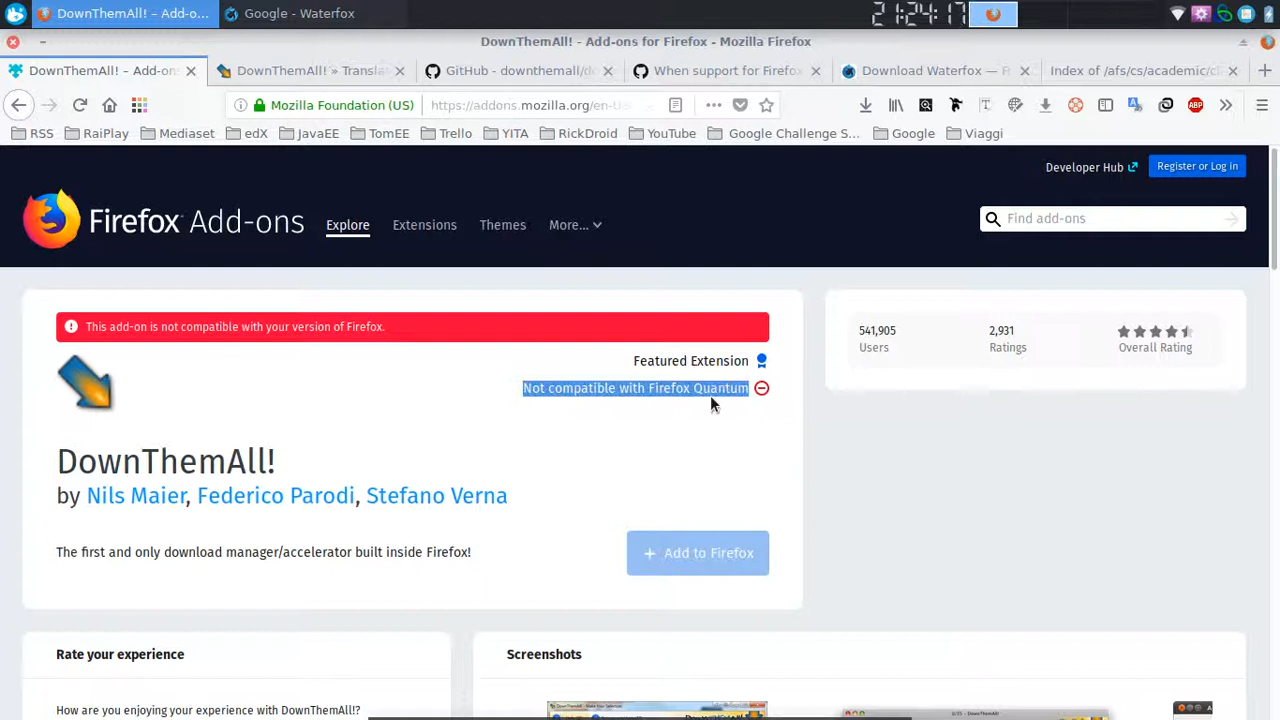 DownThemAll! – Add-o...
Google - Waterfox
21:24:17
DownThemAll! - Add-ons for Firefox - Mozilla Firefox
DownThemAll! – Add-ons
DownThemAll! » Transla
GitHub - downthemall/d
When support for Firefox
Download Waterfox — F
Index of /afs/cs/academic/cl
Mozilla Foundation (US)
https://addons.mozilla.org/en-US
ABP
RSS
RaiPlay
Mediaset
edX
JavaEE
TomEE
Trello
YITA
RickDroid
YouTube
Google Challenge S...
Google
Viaggi
Developer Hub
Register or Log in
Firefox Add-ons
Explore
Extensions
Themes
More...
Find add-ons
This add-on is not compatible with your version of Firefox.
Featured Extension
Not compatible with Firefox Quantum
541,905
Users
2,931
Ratings
Overall Rating
DownThemAll!
by Nils Maier, Federico Parodi, Stefano Verna
The first and only download manager/accelerator built inside Firefox!
+ Add to Firefox
Rate your experience
Screenshots
How are you enjoying your experience with DownThemAll!?